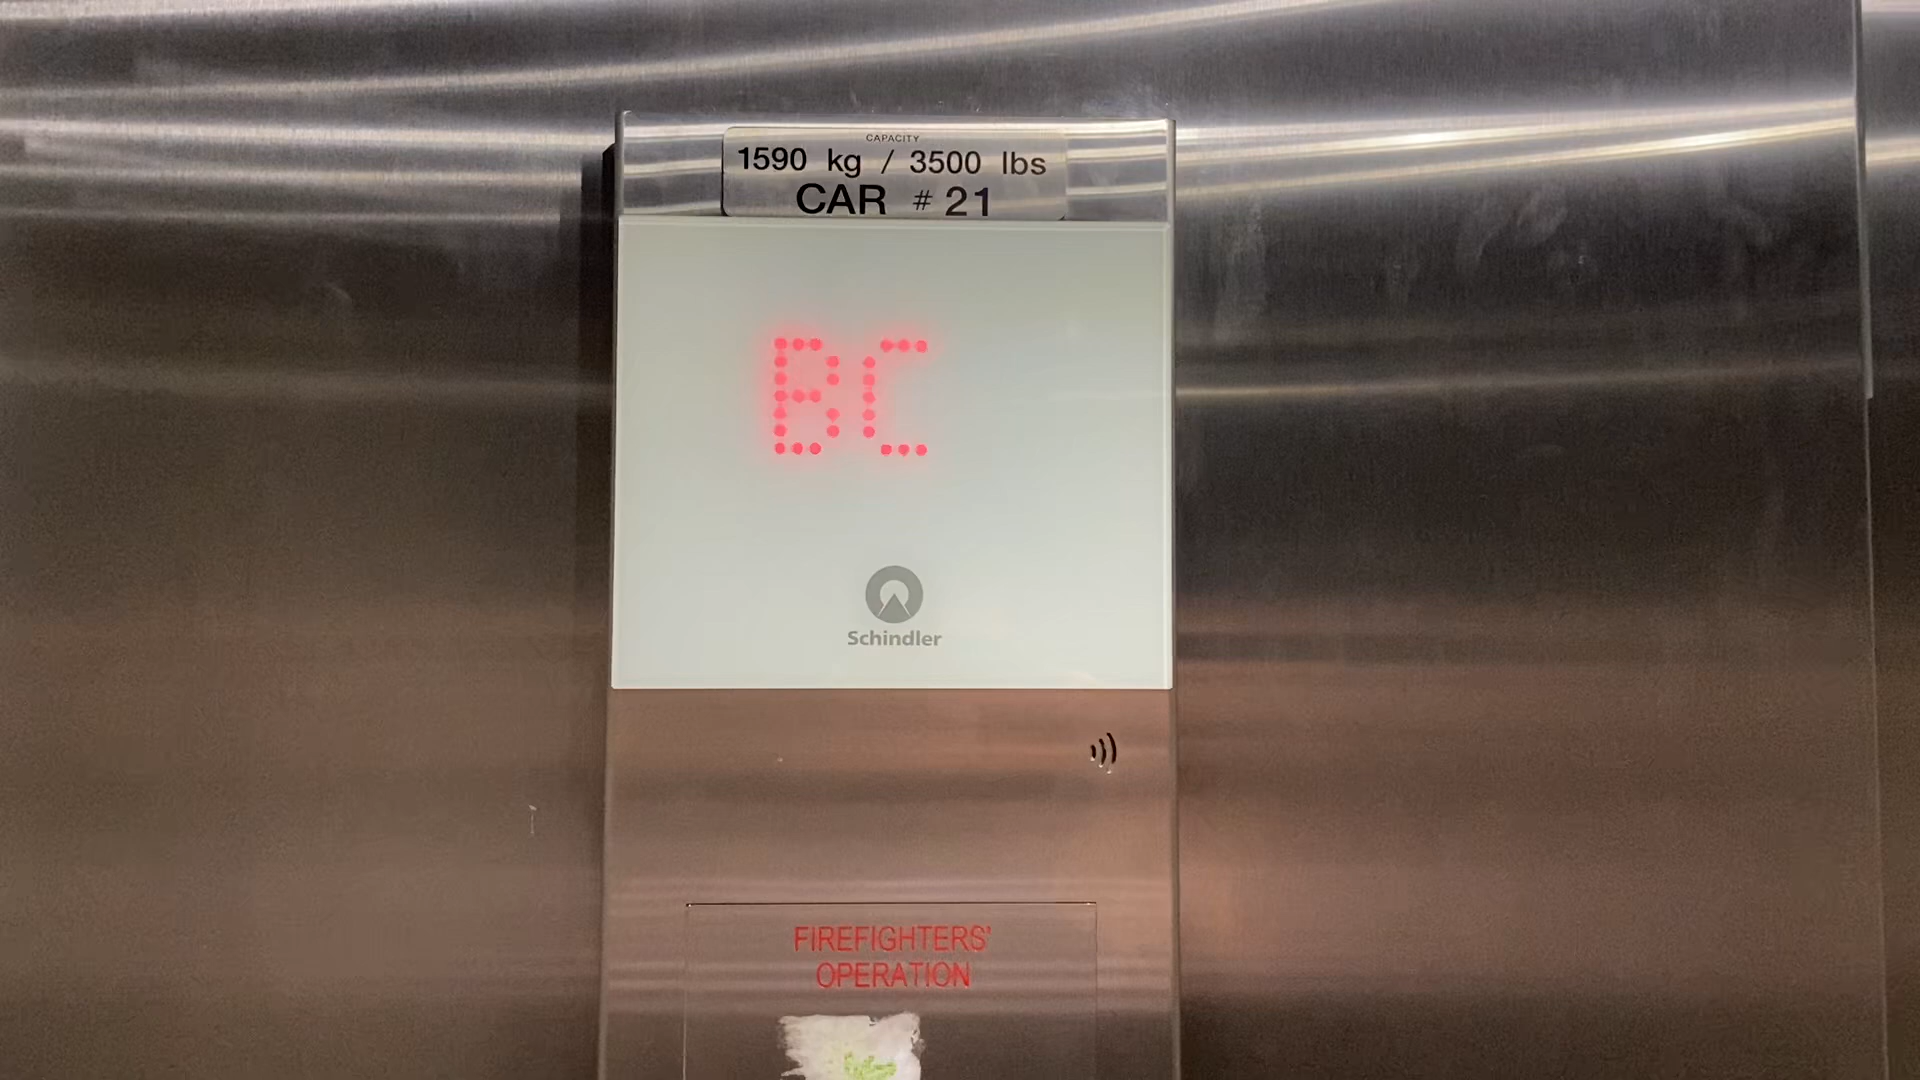 CAPACITY
1590 kg / 3500 lbs
CAR # 21
BC
Schindler
FIREFIGHTERS'
OPERATION